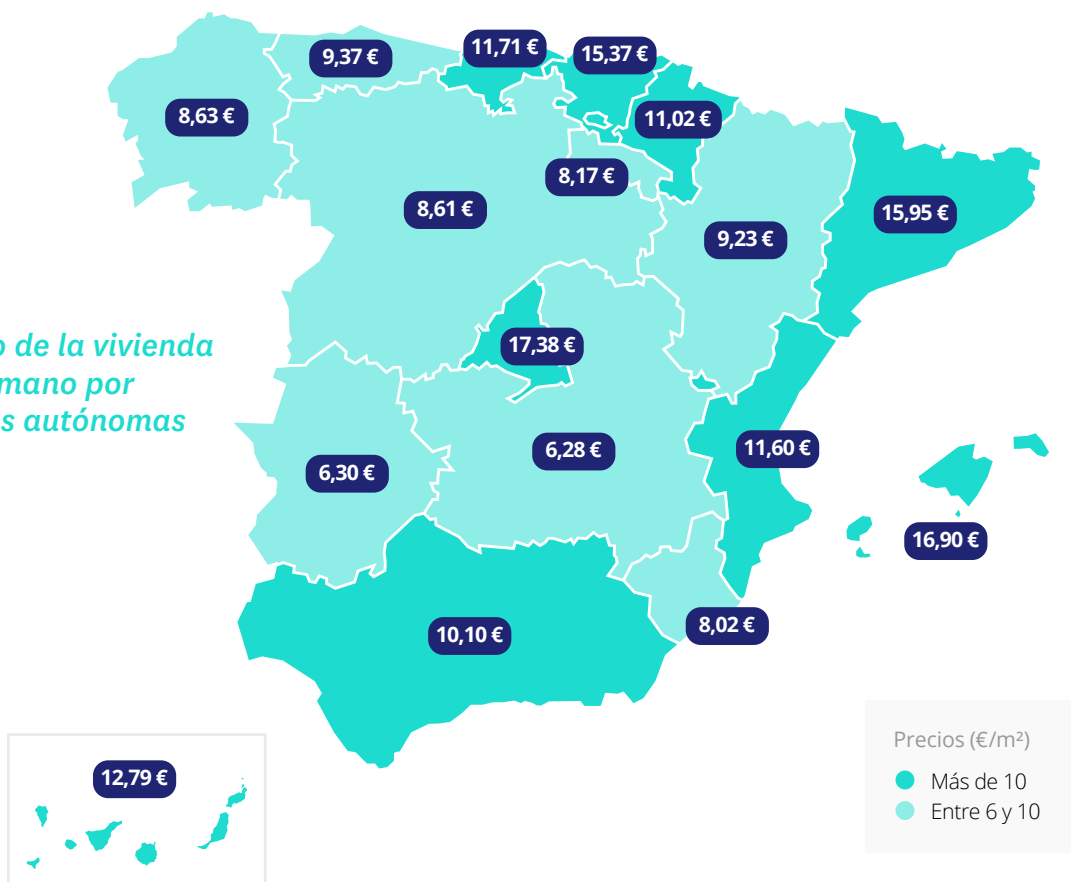 11,71 €
15,37 €
9,37 €
8,63 €
11,02 €
8,17 €
8,61 €
15,95 €
9,23 €
de la vivienda
17,38 €
mano por
autónomas
11,60 €
6,28 €
6,30 €
16,90 €
8,02 €
10,10 €
Precios (€/m²)
Más de 10
Entre 6 y 10
12,79 €